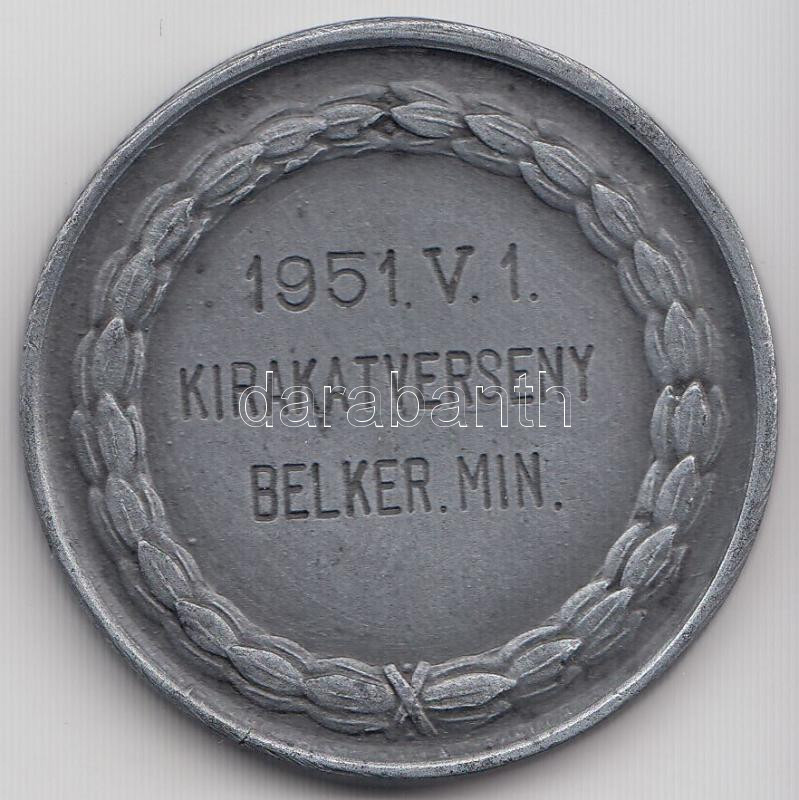 1951. V. 1.
KIRAKATVERSENY
darabanth
BELKER. MIN.